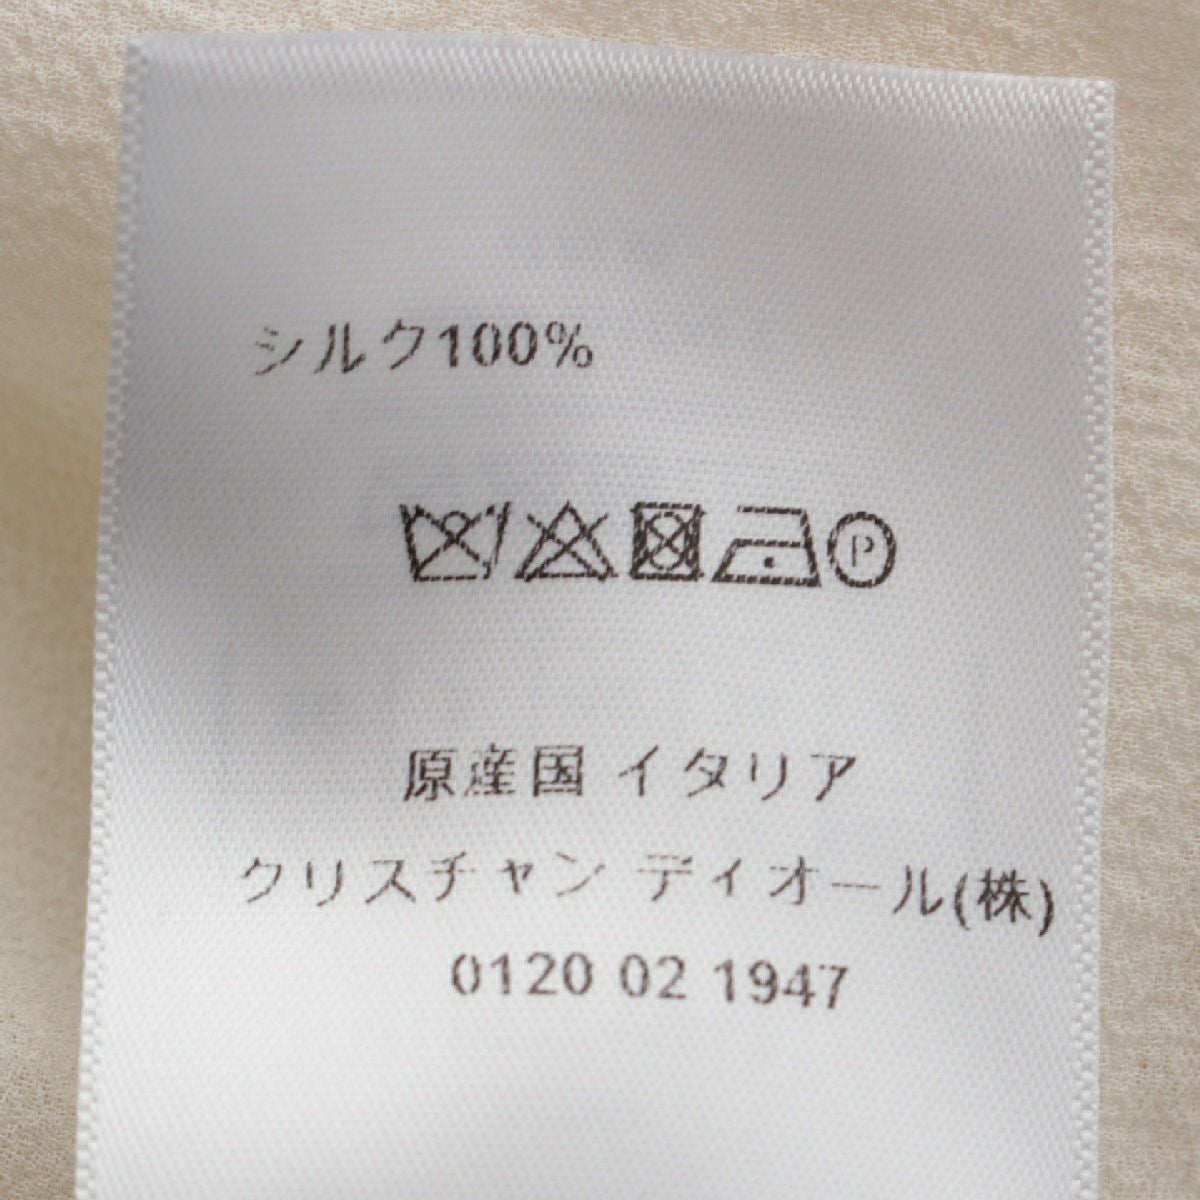 シルク100%
P
原産国 イタリア
クリスチャン ディオール(株)
0120 02 1947